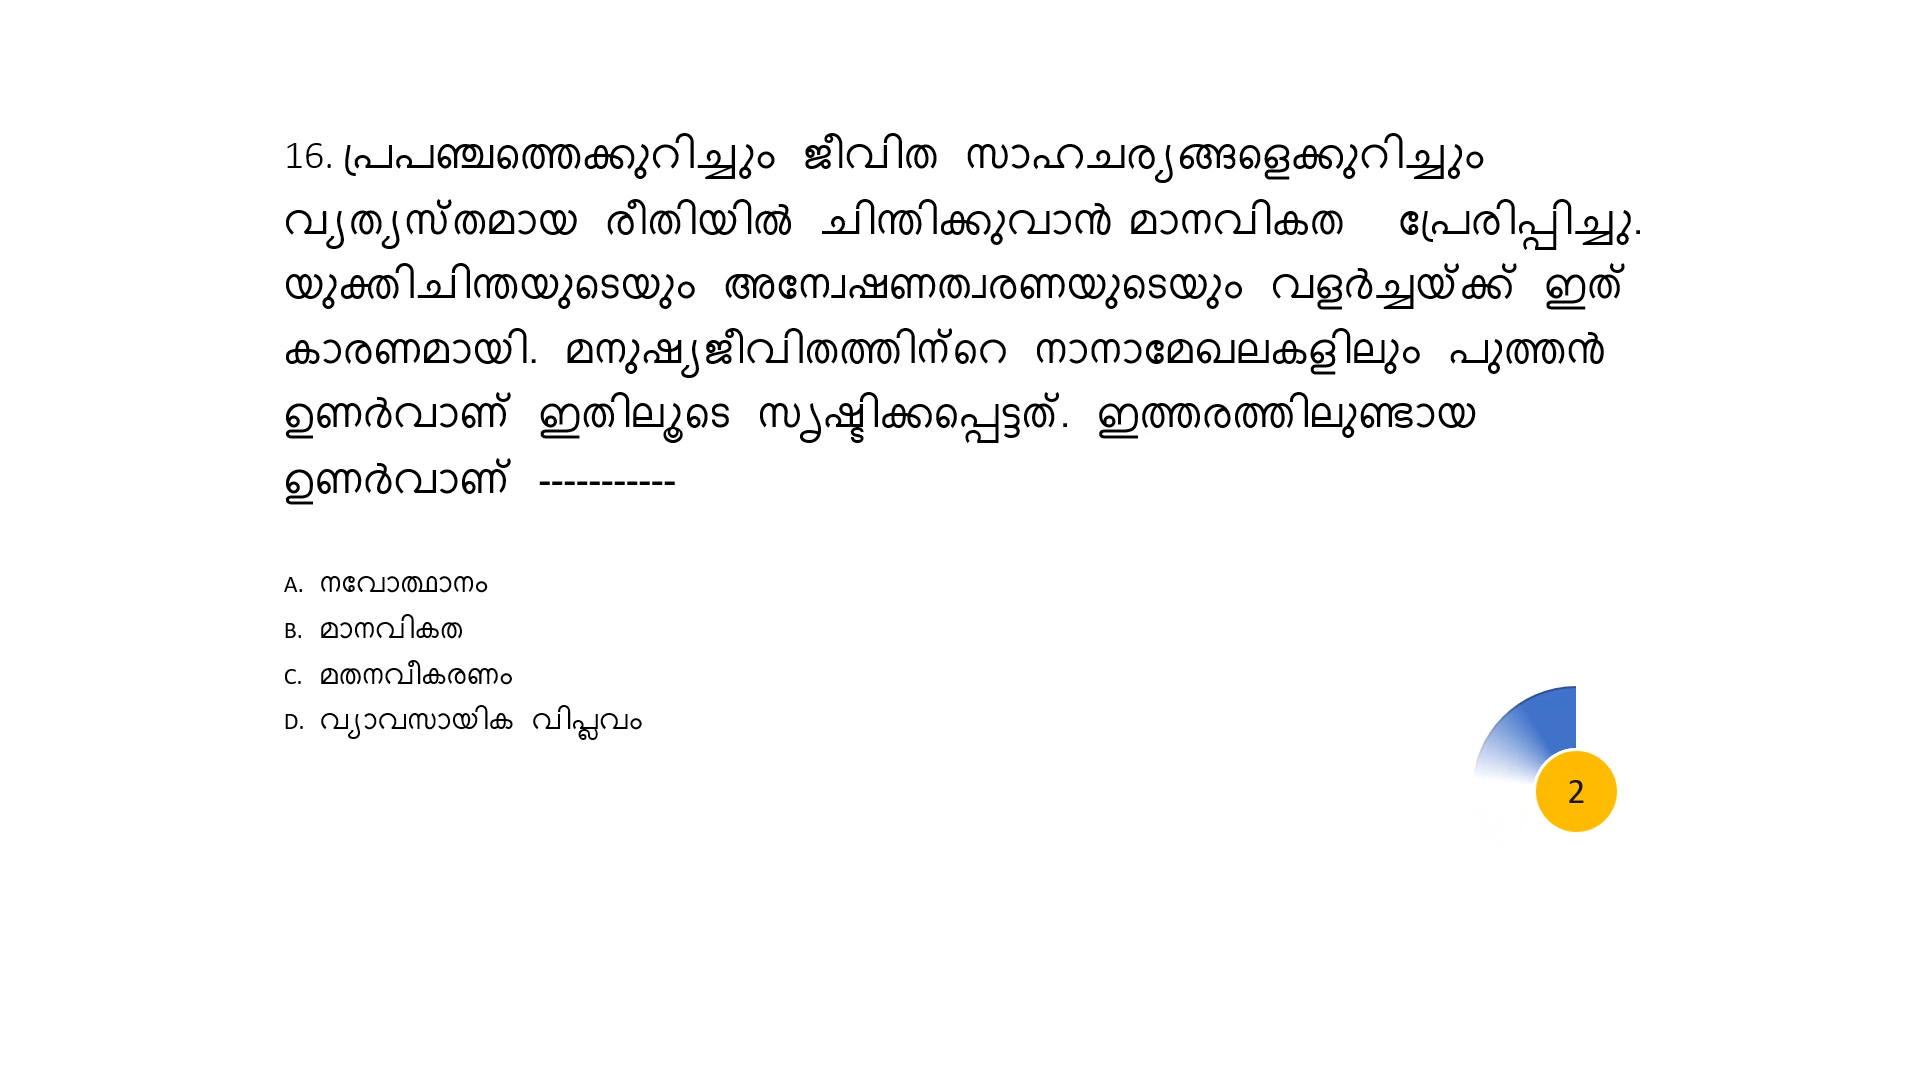 16. പ്രപഞ്ചത്തെക്കുറിച്ചും ജീവിത സാഹചര്യങ്ങളെക്കുറിച്ചും
വ്യത്യസ്തമായ രീതിയിൽ ചിന്തിക്കുവാൻ മാനവികത പ്രേരിപ്പിച്ചു.
യുക്തിചിന്തയുടെയും അന്വേഷണത്വരണയുടെയും വളർച്ചയ്ക്ക് ഇത്
കാരണമായി. മനുഷ്യജീവിതത്തിന്റെ നാനാമേഖലകളിലും പുത്തൻ
ഉണർവാണ് ഇതിലൂടെ സൃഷ്ടിക്കപ്പെട്ടത്. ഇത്തരത്തിലുണ്ടായ
ഉണർവാണ് -----------
A. നവോത്ഥാനം
B. മാനവികത
C. മതനവീകരണം
D. വ്യാവസായിക വിപ്ലവം
2